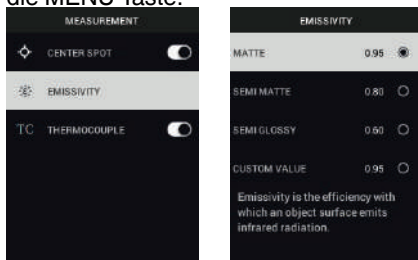 die MENU-Taste.
MEASUREMENT
CENTER SPOT
EMISSIVITY
TC THERMOCOUPLE
EMISSIVITY
MATTE 0.95
SEMI MATTE 0.80
SEMI GLOSSY 0.60
CUSTOM VALUE 0.95
Emissivity is the efficiency with
which an object surface emits
infrared radiation.